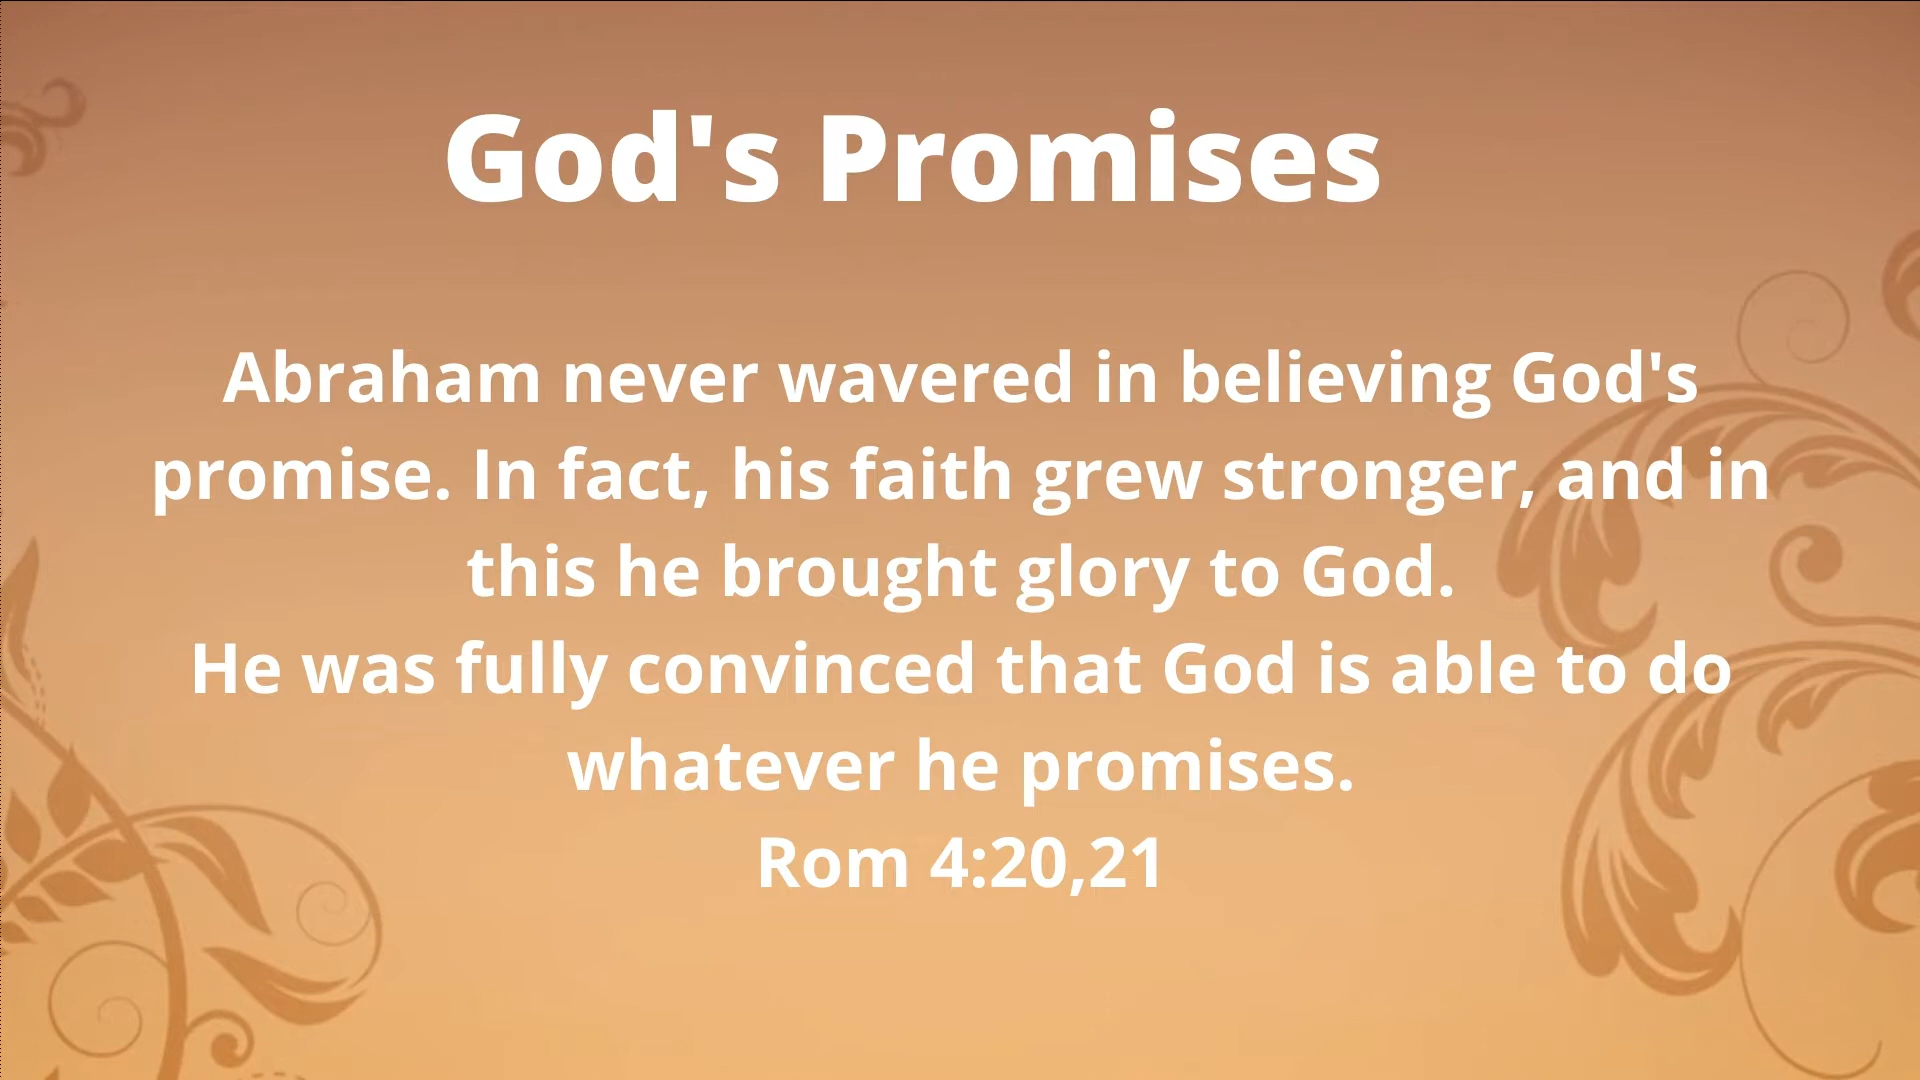 God's Promises
Abraham never wavered in believing God's
promise. In fact, his faith grew stronger, and in
this he brought glory to God.
He was fully convinced that God is able to do
whatever he promises.
Rom 4:20,21